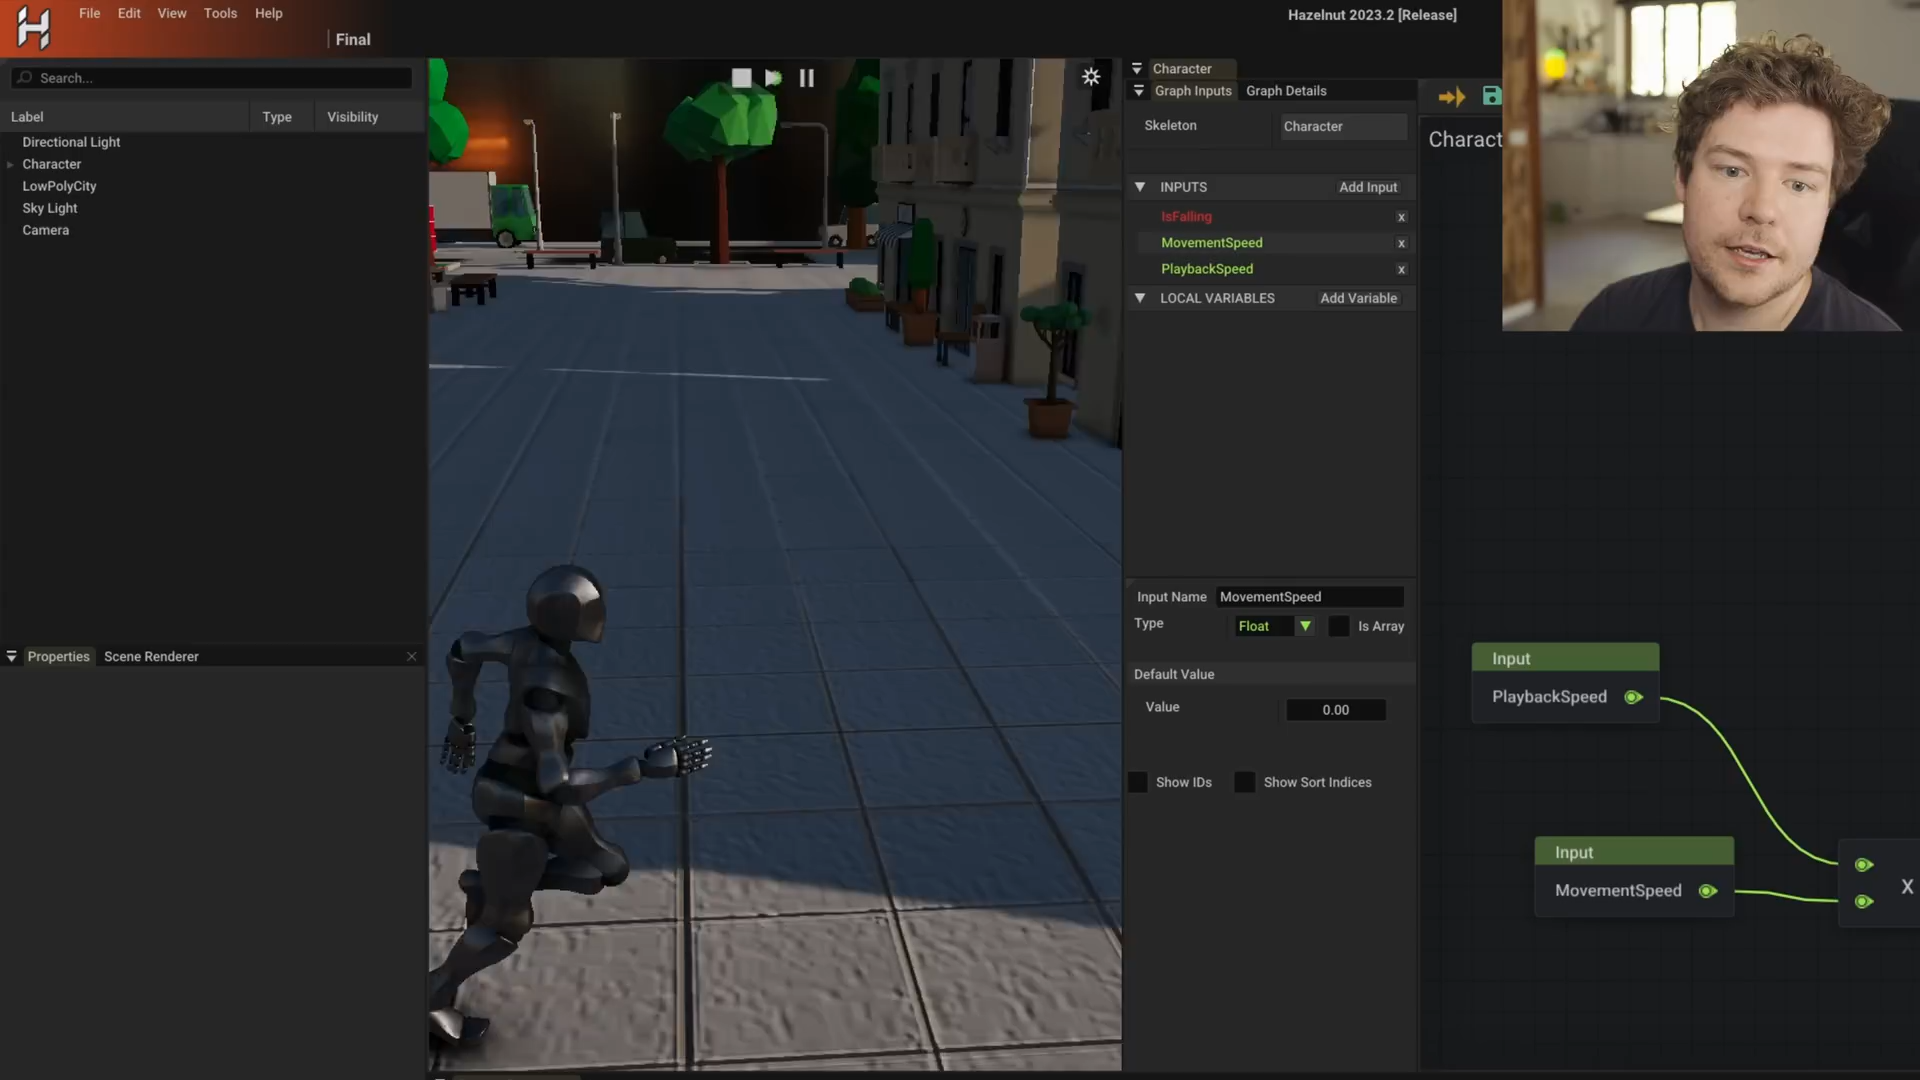 File Edit View Tools Help
Final
Hazelnut 2023.2 [Release]
Search...
Label Type Visibility
Directional Light
Character
LowPolyCity
Sky Light
Camera
Properties Scene Renderer
Character
Graph Inputs Graph Details
Skeleton Character
INPUTS Add Input
IsFalling x
MovementSpeed x
PlaybackSpeed x
LOCAL VARIABLES Add Variable
Input Name MovementSpeed
Type Float Is Array
Default Value
Value 0.00
Show IDs Show Sort Indices
Charact
Input
PlaybackSpeed
Input
MovementSpeed
X